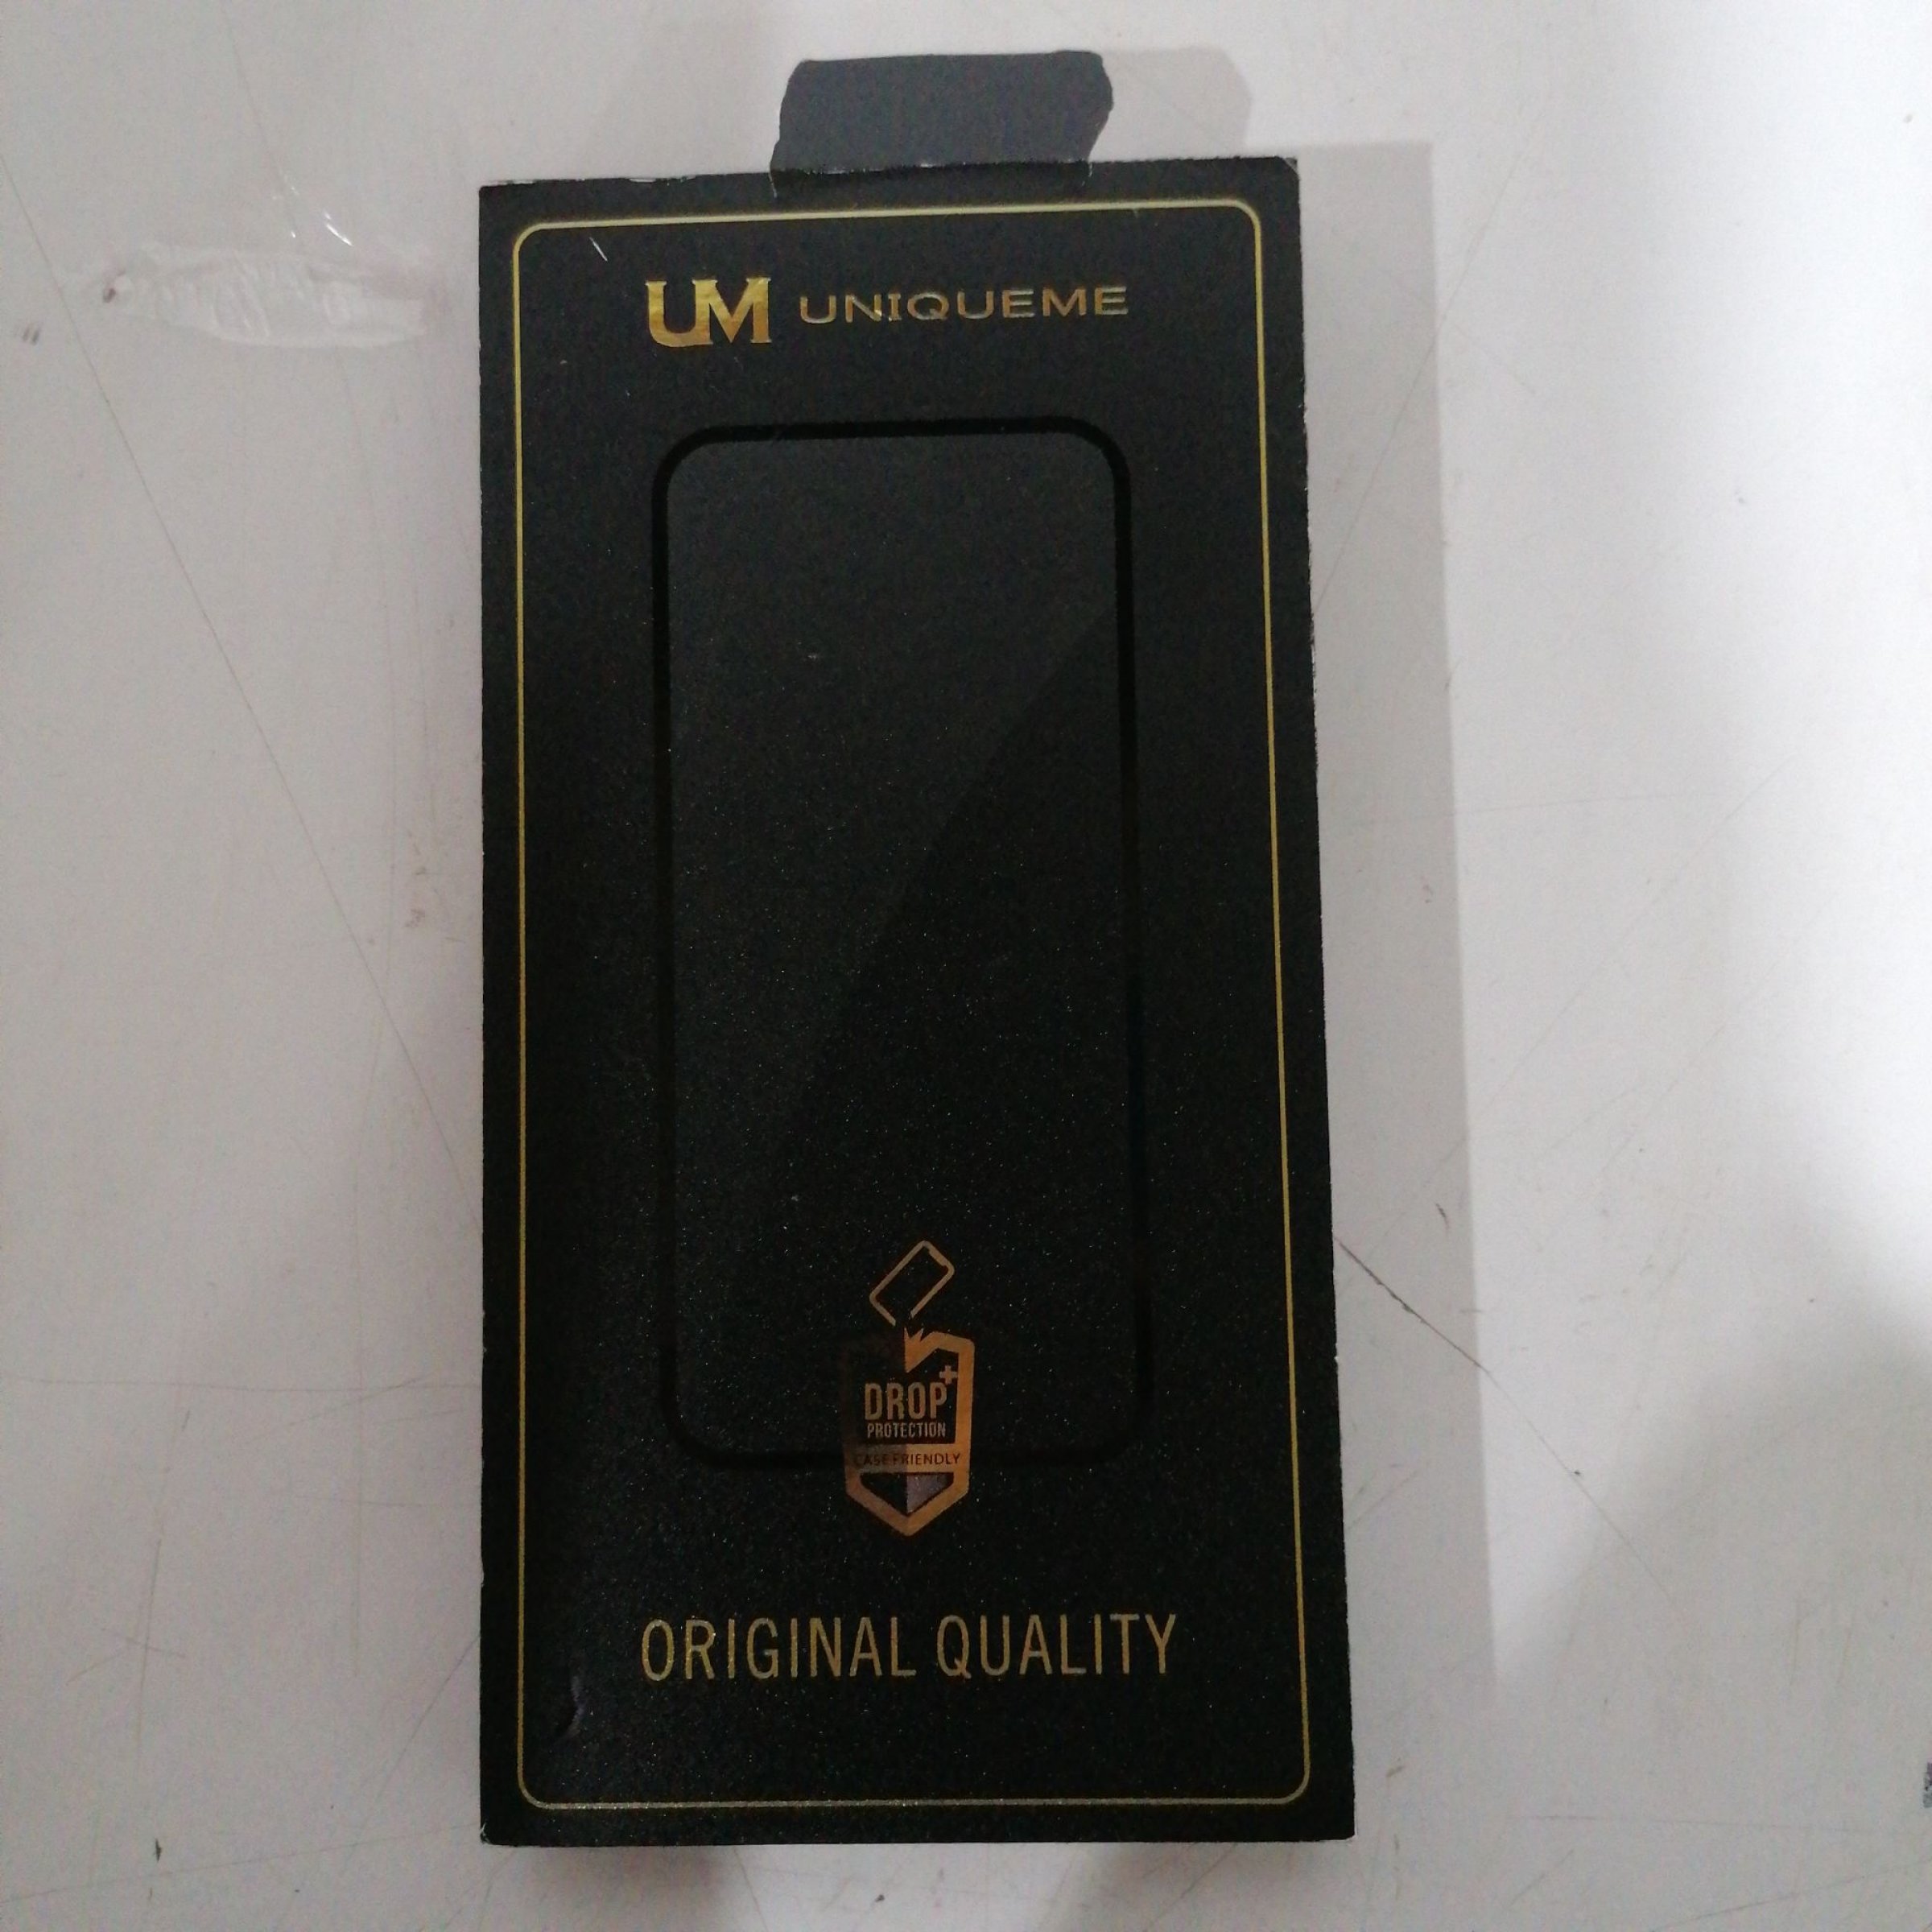 UM UNIQUEME
DROP+
PROTECTION
CASE FRIENDLY
ORIGINAL QUALITY